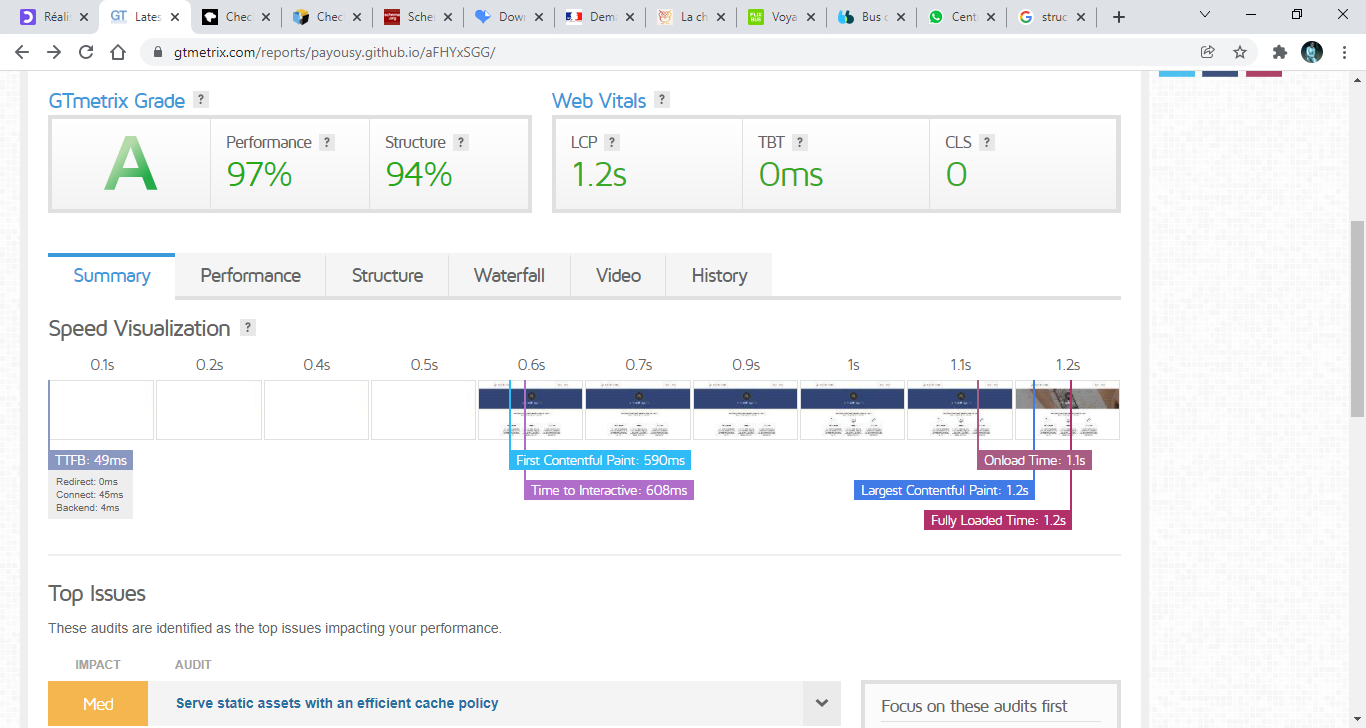 Réali
GT Lates
Chec
Chec
Sche
Dow
Dema
La ch
Voya
Bus c
Cent
G struc
gtmetrix.com/reports/payousy.github.io/aFHYxSGG/
GTmetrix Grade ?
Web Vitals ?
A
Performance ?
97%
Structure ?
94%
LCP ?
1.2s
TBT ?
0ms
CLS ?
0
Summary Performance Structure Waterfall Video History
Speed Visualization ?
0.1s 0.2s 0.4s 0.5s 0.6s 0.7s 0.9s 1s 1.1s 1.2s
TTFB: 49ms
Redirect: 0ms
Connect: 45ms
Backend: 4ms
First Contentful Paint: 590ms
Onload Time: 1.1s
Time to Interactive: 608ms
Largest Contentful Paint: 1.2s
Fully Loaded Time: 1.2s
Top Issues
These audits are identified as the top issues impacting your performance.
IMPACT AUDIT
Med Serve static assets with an efficient cache policy
Focus on these audits first